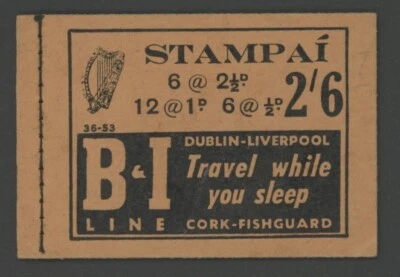 STAMPAÍ
6 @ 2½D.
12 @ 1D. 6 @ ½D. 2/6
36-53
B & I
LINE
DUBLIN-LIVERPOOL
Travel while
you sleep
CORK-FISHGUARD